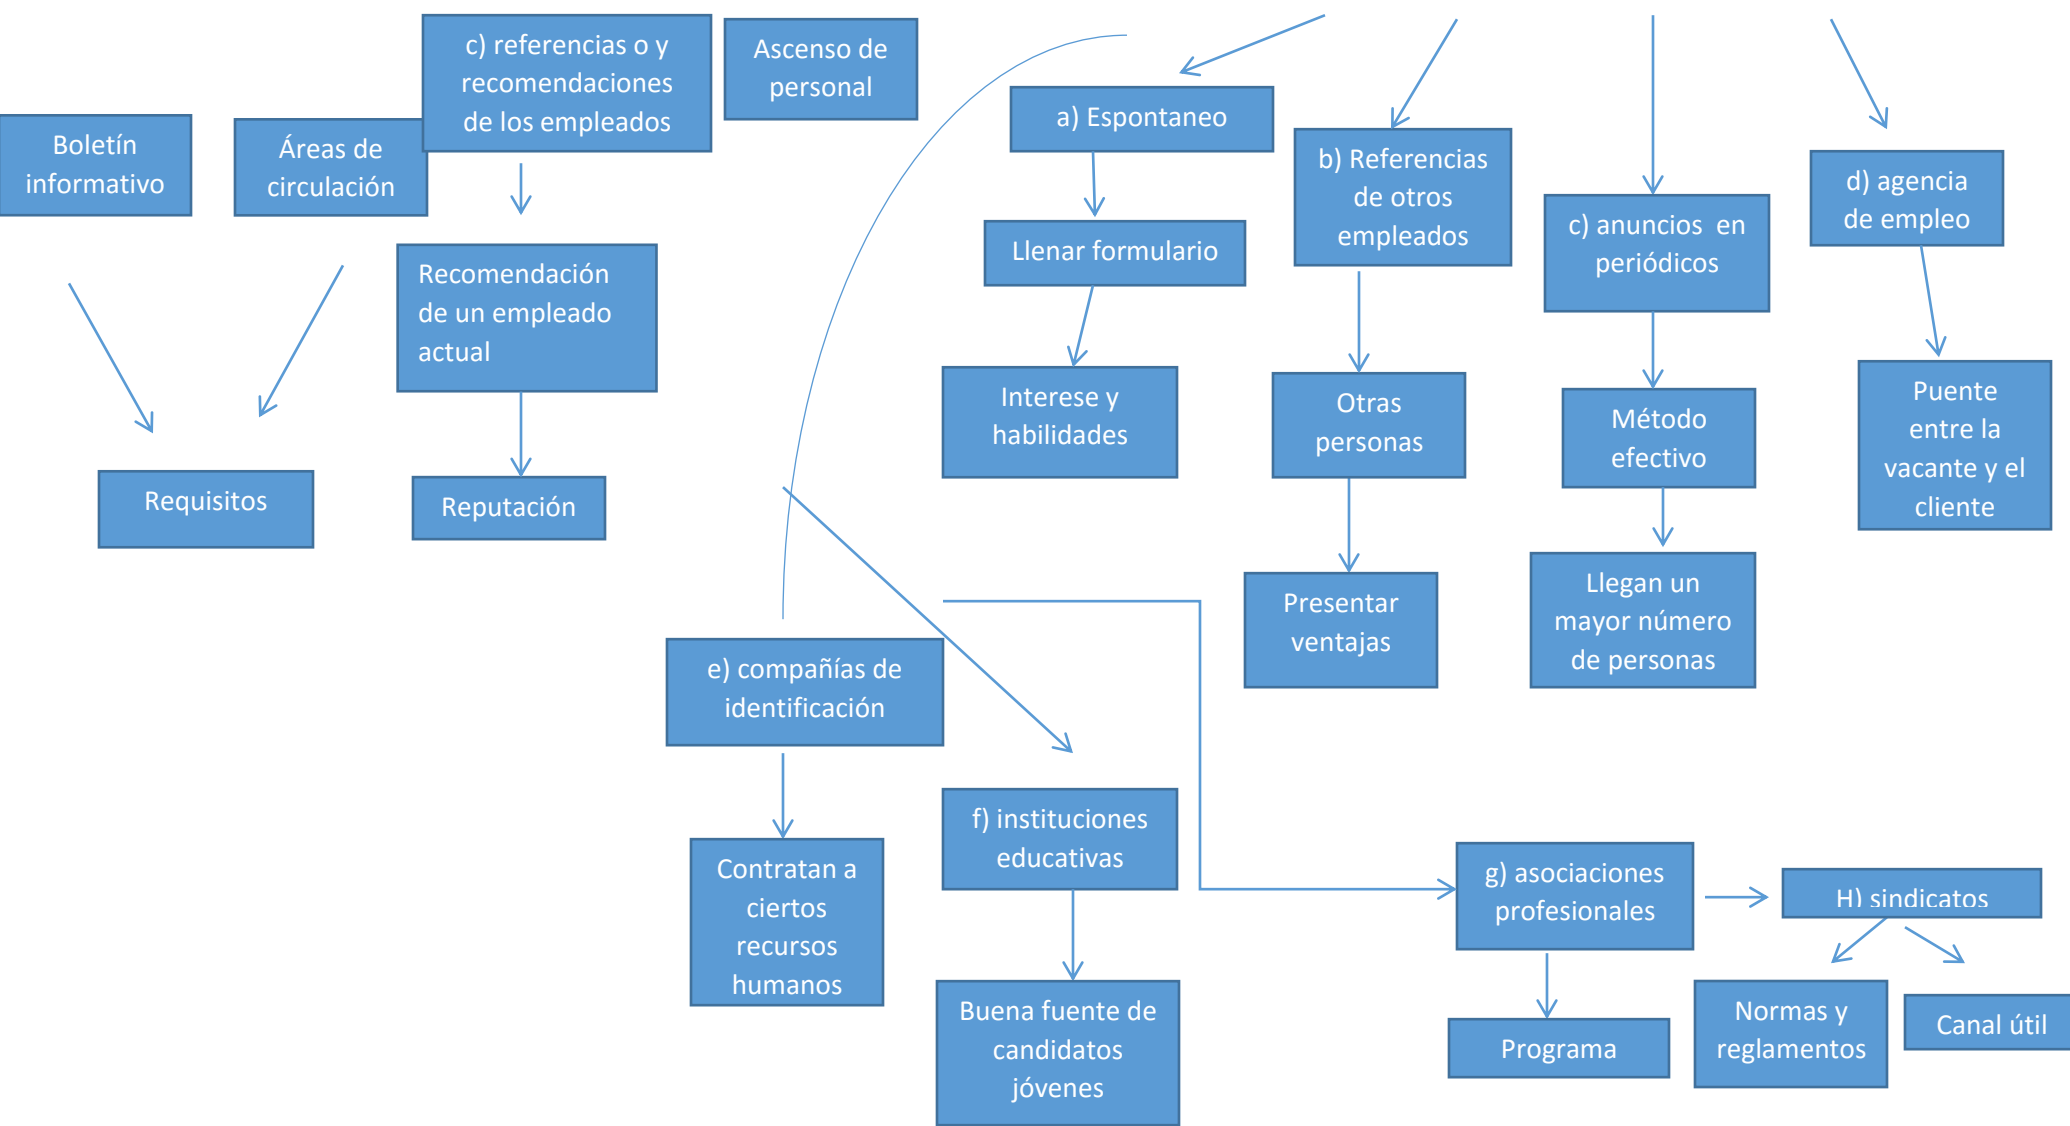 c) referencias o y
recomendaciones
de los empleados
Ascenso de
personal
Boletín
informativo
Áreas de
circulación
Recomendación
de un empleado
actual
Requisitos
Reputación
a) Espontaneo
Llenar formulario
Interese y
habilidades
b) Referencias
de otros
empleados
Otras
personas
Presentar
ventajas
c) anuncios en
periódicos
Método
efectivo
Llegan un
mayor número
de personas
d) agencia
de empleo
Puente
entre la
vacante y el
cliente
e) compañías de
identificación
Contratan a
ciertos
recursos
humanos
f) instituciones
educativas
Buena fuente de
candidatos
jóvenes
g) asociaciones
profesionales
Programa
H) sindicatos
Normas y
reglamentos
Canal útil